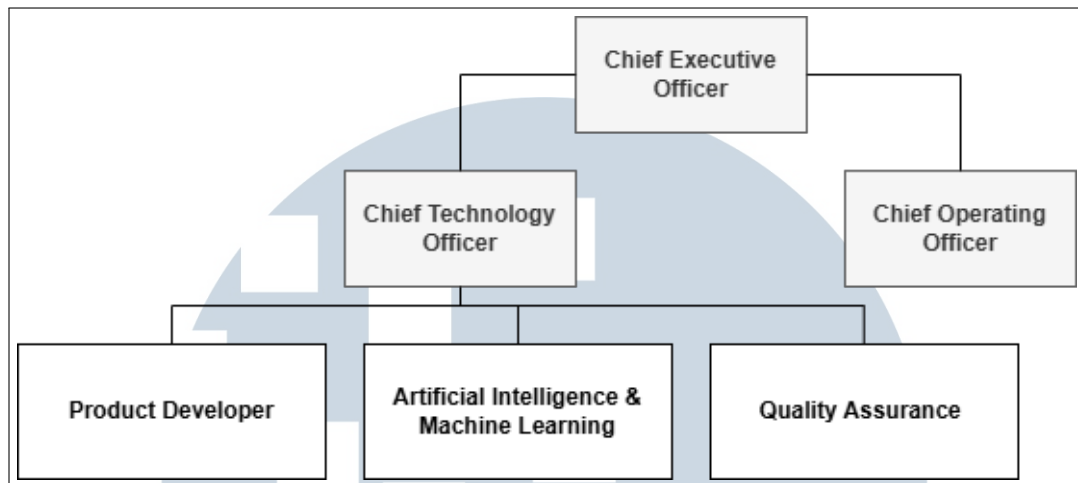 Chief Executive
Officer
Chief Technology
Officer
Chief Operating
Officer
Product Developer
Artificial Intelligence &
Machine Learning
Quality Assurance